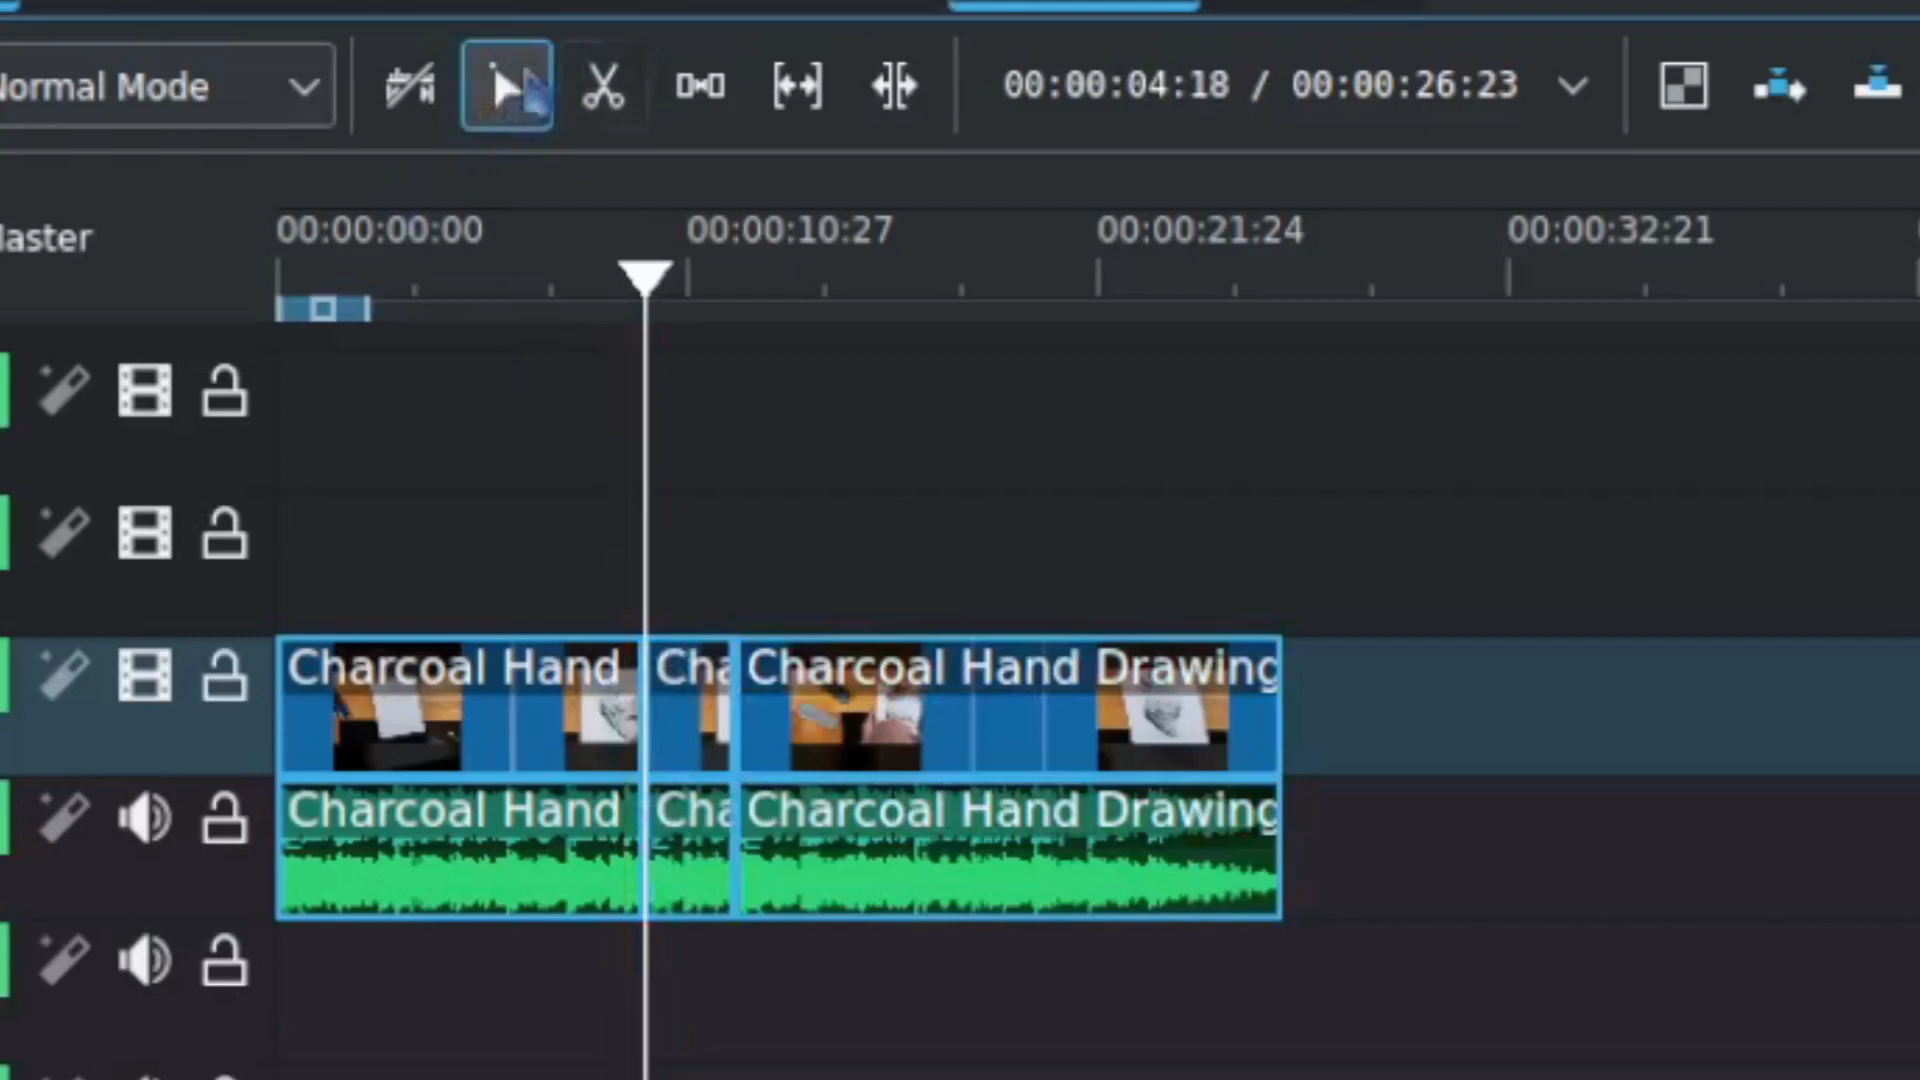 Normal Mode
00:00:04:18 / 00:00:26:23
Master
00:00:00:00
00:00:10:27
00:00:21:24
00:00:32:21
Charcoal Hand
Cha
Charcoal Hand Drawing
Charcoal Hand
Cha
Charcoal Hand Drawing